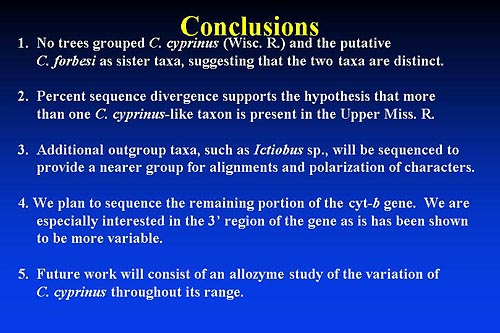 Conclusions
1. No trees grouped C. cyprinus (Wisc. R.) and the putative
C. forbesi as sister taxa, suggesting that the two taxa are distinct.
2. Percent sequence divergence supports the hypothesis that more
than one C. cyprinus-like taxon is present in the Upper Miss. R.
3. Additional outgroup taxa, such as Ictiobus sp., will be sequenced to
provide a nearer group for alignments and polarization of characters.
4. We plan to sequence the remaining portion of the cyt-b gene. We are
especially interested in the 3’ region of the gene as is has been shown
to be more variable.
5. Future work will consist of an allozyme study of the variation of
C. cyprinus throughout its range.